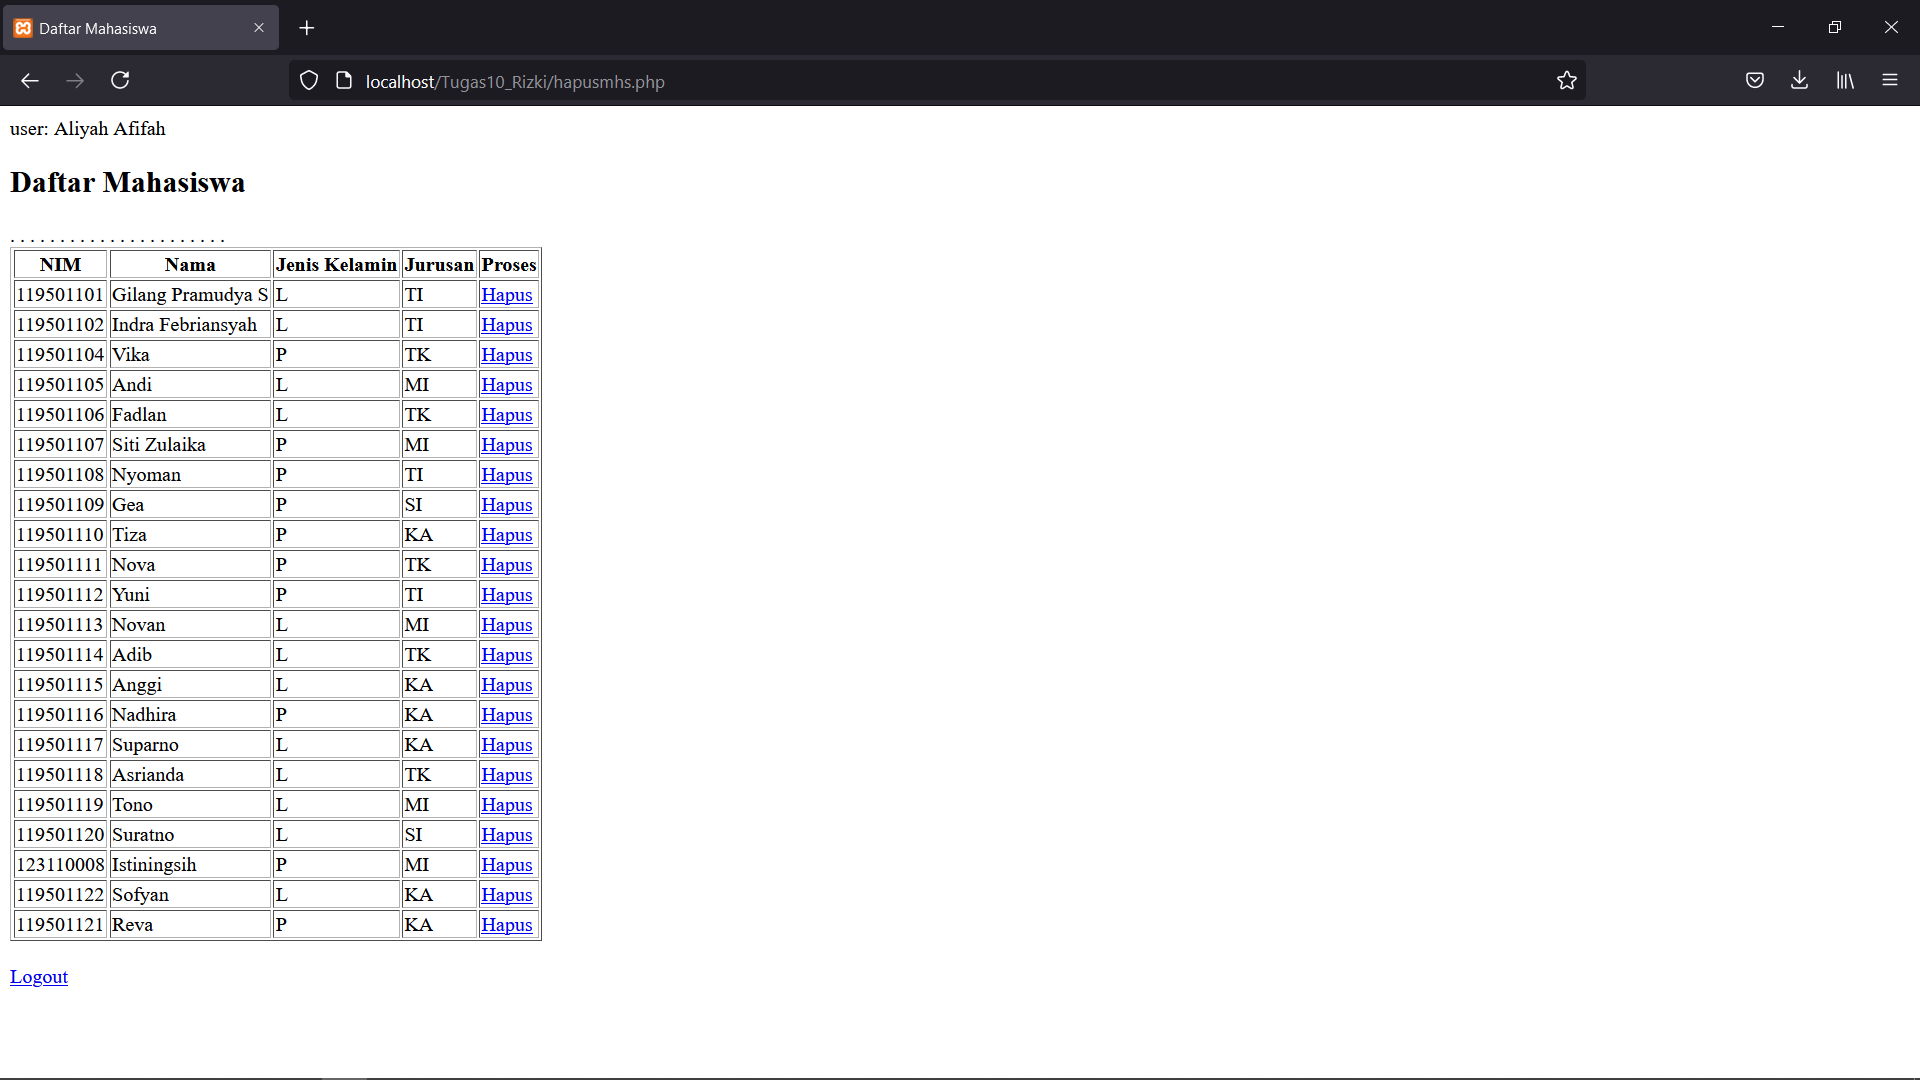 Daftar Mahasiswa
localhost/Tugas10_Rizki/hapusmhs.php
user: Aliyah Afifah
Daftar Mahasiswa
. . . . . . . . . . . . . . . . . . . . . .
NIM Nama Jenis Kelamin Jurusan Proses
119501101 Gilang Pramudya S L TI Hapus
119501102 Indra Febriansyah L TI Hapus
119501104 Vika P TK Hapus
119501105 Andi L MI Hapus
119501106 Fadlan L TK Hapus
119501107 Siti Zulaika P MI Hapus
119501108 Nyoman P TI Hapus
119501109 Gea P SI Hapus
119501110 Tiza P KA Hapus
119501111 Nova P TK Hapus
119501112 Yuni P TI Hapus
119501113 Novan L MI Hapus
119501114 Adib L TK Hapus
119501115 Anggi L KA Hapus
119501116 Nadhira P KA Hapus
119501117 Suparno L KA Hapus
119501118 Asrianda L TK Hapus
119501119 Tono L MI Hapus
119501120 Suratno L SI Hapus
123110008 Istiningsih P MI Hapus
119501122 Sofyan L KA Hapus
119501121 Reva P KA Hapus
Logout